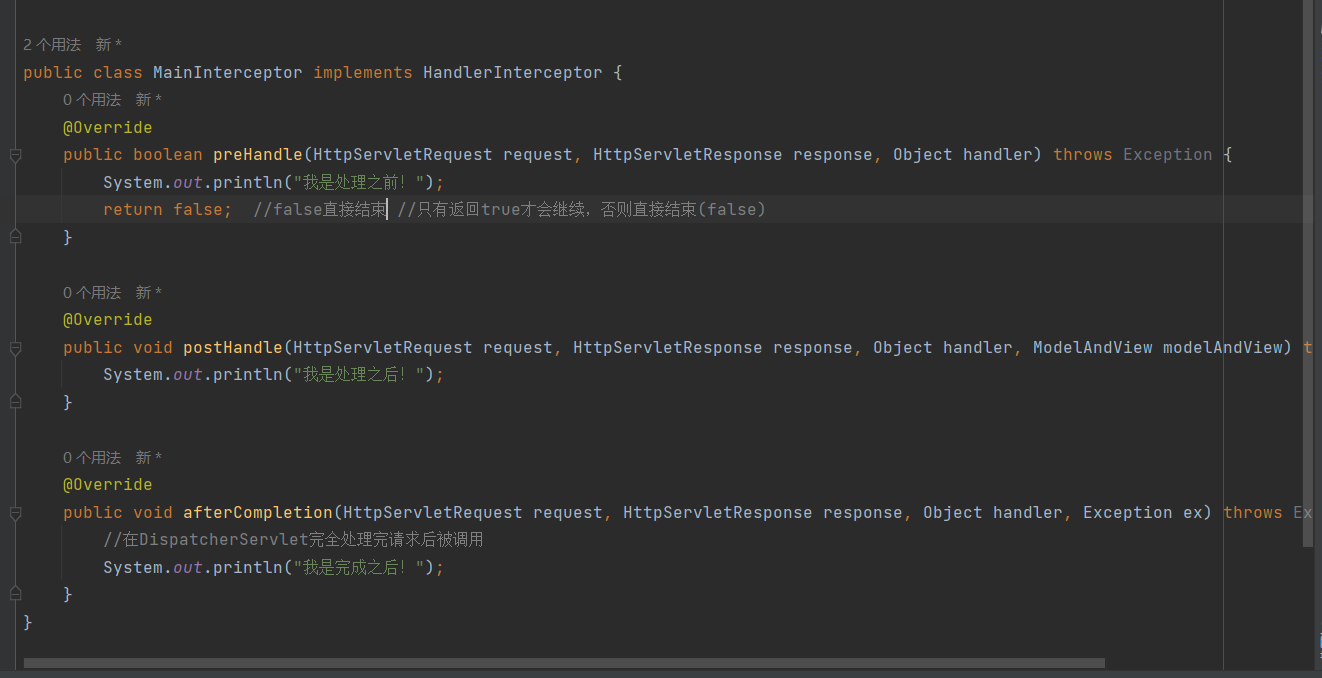 2 个用法 新 *
public class MainInterceptor implements HandlerInterceptor {
0 个用法 新 *
@Override
public boolean preHandle(HttpServletRequest request, HttpServletResponse response, Object handler) throws Exception {
System.out.println("我是处理之前！");
return false; //false直接结束 //只有返回true才会继续，否则直接结束(false)
}
0 个用法 新 *
@Override
public void postHandle(HttpServletRequest request, HttpServletResponse response, Object handler, ModelAndView modelAndView) t
System.out.println("我是处理之后！");
}
0 个用法 新 *
@Override
public void afterCompletion(HttpServletRequest request, HttpServletResponse response, Object handler, Exception ex) throws Ex
//在DispatcherServlet完全处理完请求后被调用
System.out.println("我是完成之后！");
}
}